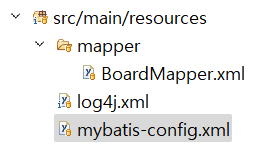 src/main/resources
mapper
BoardMapper.xml
log4j.xml
mybatis-config.xml